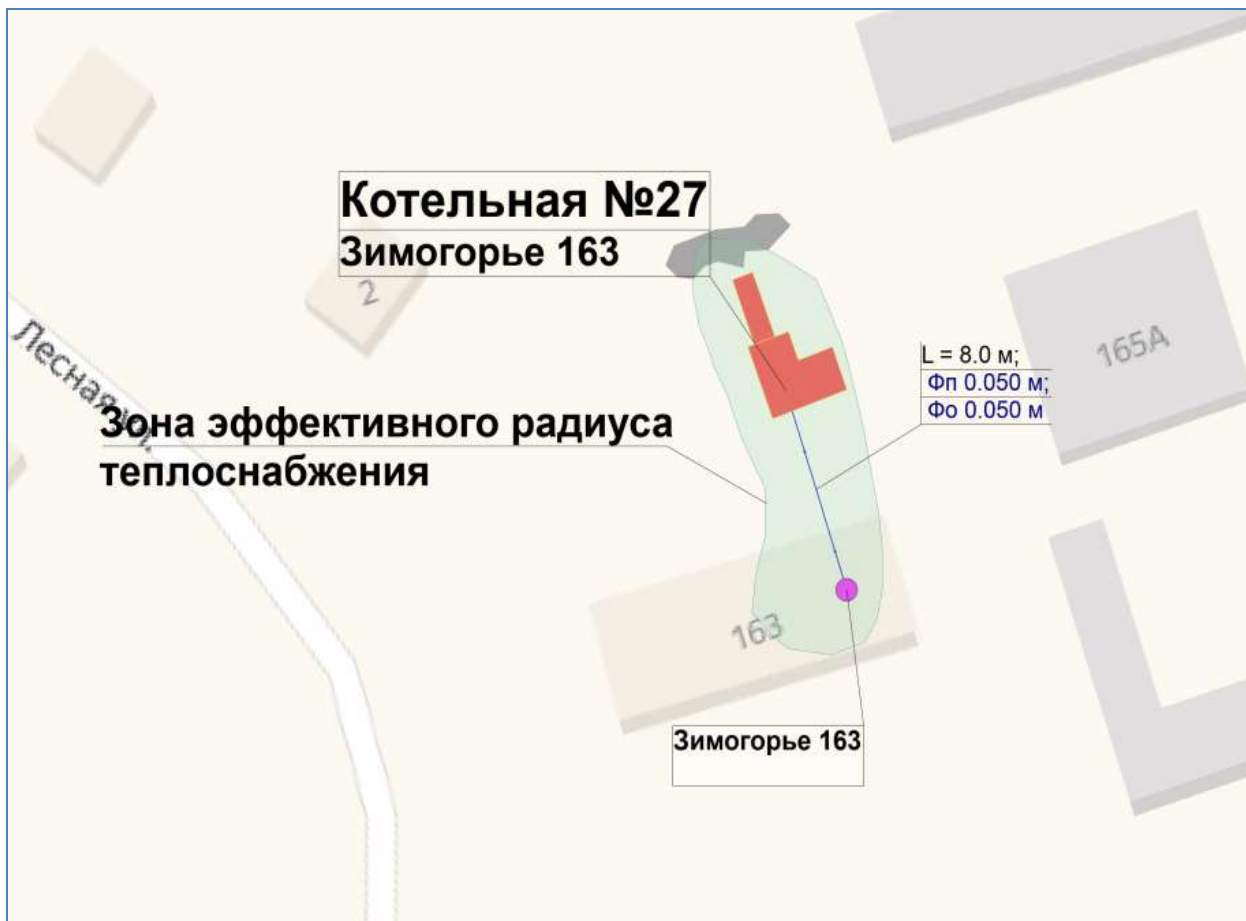 Котельная №27
Зимогорье 163
2
Лесная ул.
165А
L = 8.0 м;
Фп 0.050 м;
Фо 0.050 м
Зона эффективного радиуса
теплоснабжения
163
Зимогорье 163